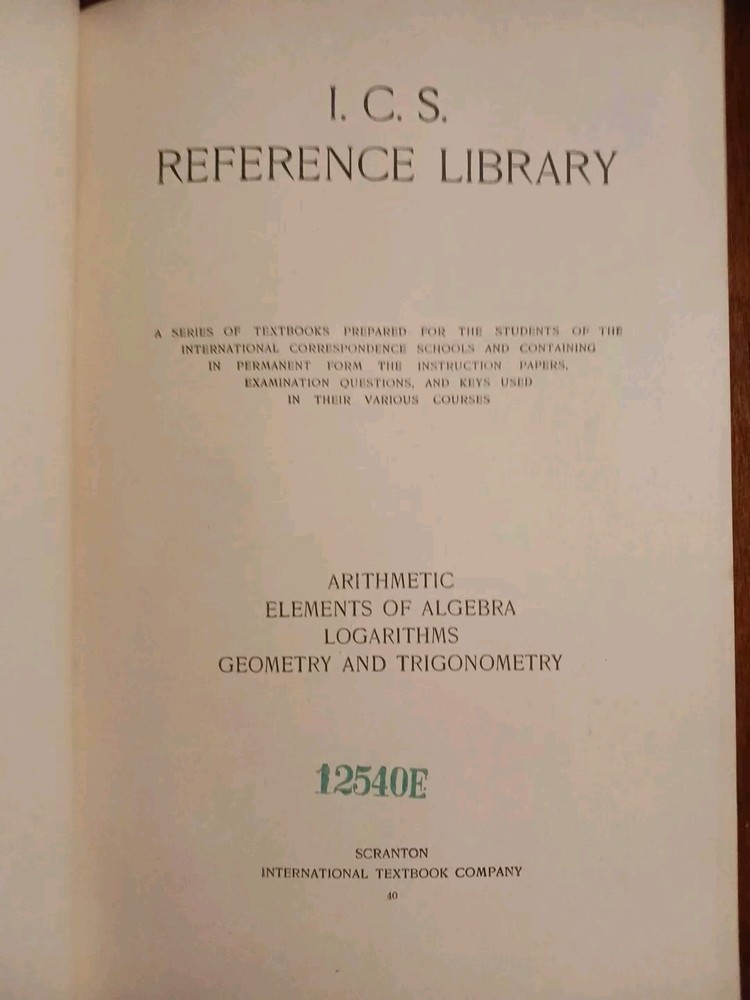 I. C. S.
REFERENCE LIBRARY
A SERIES OF TEXTBOOKS PREPARED FOR THE STUDENTS OF THE
INTERNATIONAL CORRESPONDENCE SCHOOLS AND CONTAINING
IN PERMANENT FORM THE INSTRUCTION PAPERS,
EXAMINATION QUESTIONS, AND KEYS USED
IN THEIR VARIOUS COURSES
ARITHMETIC
ELEMENTS OF ALGEBRA
LOGARITHMS
GEOMETRY AND TRIGONOMETRY
12540E
SCRANTON
INTERNATIONAL TEXTBOOK COMPANY
40